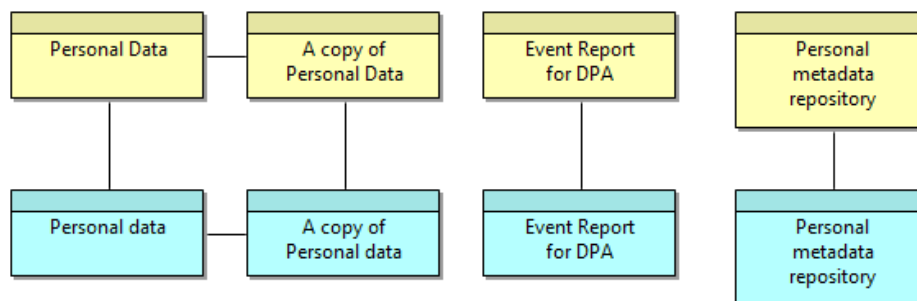 Personal Data
A copy of
Personal Data
Event Report
for DPA
Personal
metadata
repository
Personal data
A copy of
Personal data
Event Report
for DPA
Personal
metadata
repository